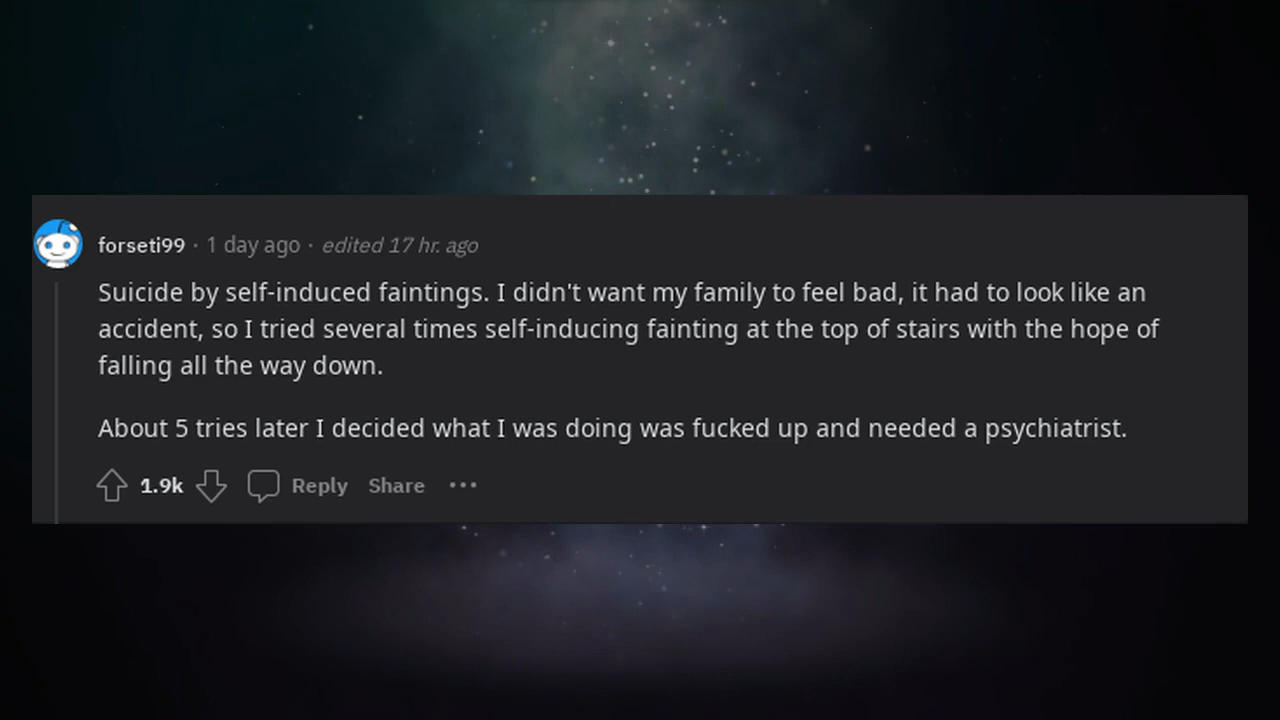 forseti99 · 1 day ago · edited 17 hr. ago
Suicide by self-induced faintings. I didn't want my family to feel bad, it had to look like an
accident, so I tried several times self-inducing fainting at the top of stairs with the hope of
falling all the way down.
About 5 tries later I decided what I was doing was fucked up and needed a psychiatrist.
1.9k Reply Share ···